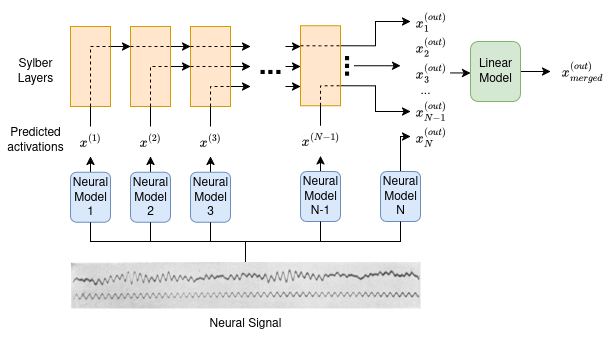 Sylber
Layers
Predicted
activations
x^(1)
x^(2)
x^(3)
...
x^(N−1)
Neural
Model
1
Neural
Model
2
Neural
Model
3
Neural
Model
N-1
Neural
Model
N
x_1^(out)
x_2^(out)
x_3^(out)
...
x_{N−1}^(out)
x_N^(out)
Linear
Model
x_{merged}^(out)
Neural Signal